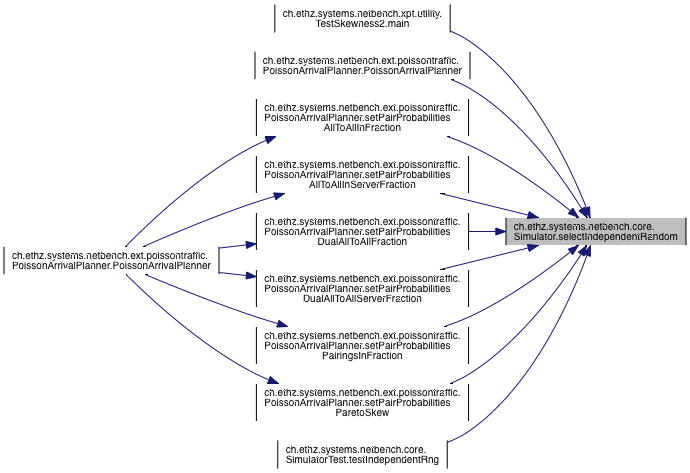 ch.ethz.systems.netbench.xpt.utility.
TestSkewness2.main
ch.ethz.systems.netbench.ext.poissontraffic.
PoissonArrivalPlanner.PoissonArrivalPlanner
ch.ethz.systems.netbench.ext.poissontraffic.
PoissonArrivalPlanner.setPairProbabilities
AllToAllInFraction
ch.ethz.systems.netbench.ext.poissontraffic.
PoissonArrivalPlanner.setPairProbabilities
AllToAllInServerFraction
ch.ethz.systems.netbench.ext.poissontraffic.
PoissonArrivalPlanner.setPairProbabilities
DualAllToAllFraction
ch.ethz.systems.netbench.core.
Simulator.selectIndependentRandom
ch.ethz.systems.netbench.ext.poissontraffic.
PoissonArrivalPlanner.PoissonArrivalPlanner
ch.ethz.systems.netbench.ext.poissontraffic.
PoissonArrivalPlanner.setPairProbabilities
DualAllToAllServerFraction
ch.ethz.systems.netbench.ext.poissontraffic.
PoissonArrivalPlanner.setPairProbabilities
PairingsInFraction
ch.ethz.systems.netbench.ext.poissontraffic.
PoissonArrivalPlanner.setPairProbabilities
ParetoSkew
ch.ethz.systems.netbench.core.
SimulatorTest.testIndependentRng